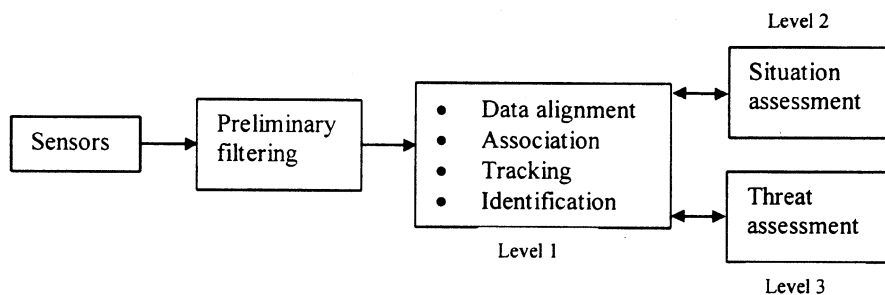 Sensors
Preliminary
filtering
• Data alignment
• Association
• Tracking
• Identification
Level 1
Level 2
Situation
assessment
Threat
assessment
Level 3